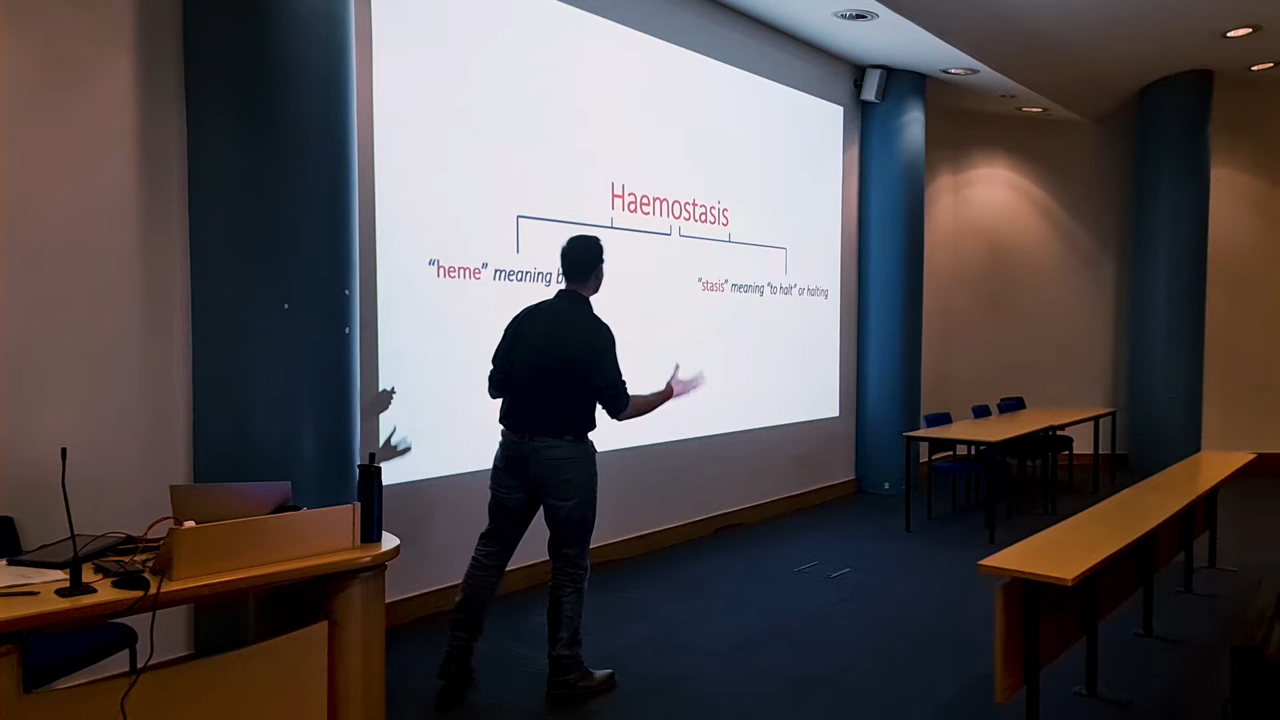 Haemostasis
“heme” meaning
“stasis” meaning “to halt” or halting